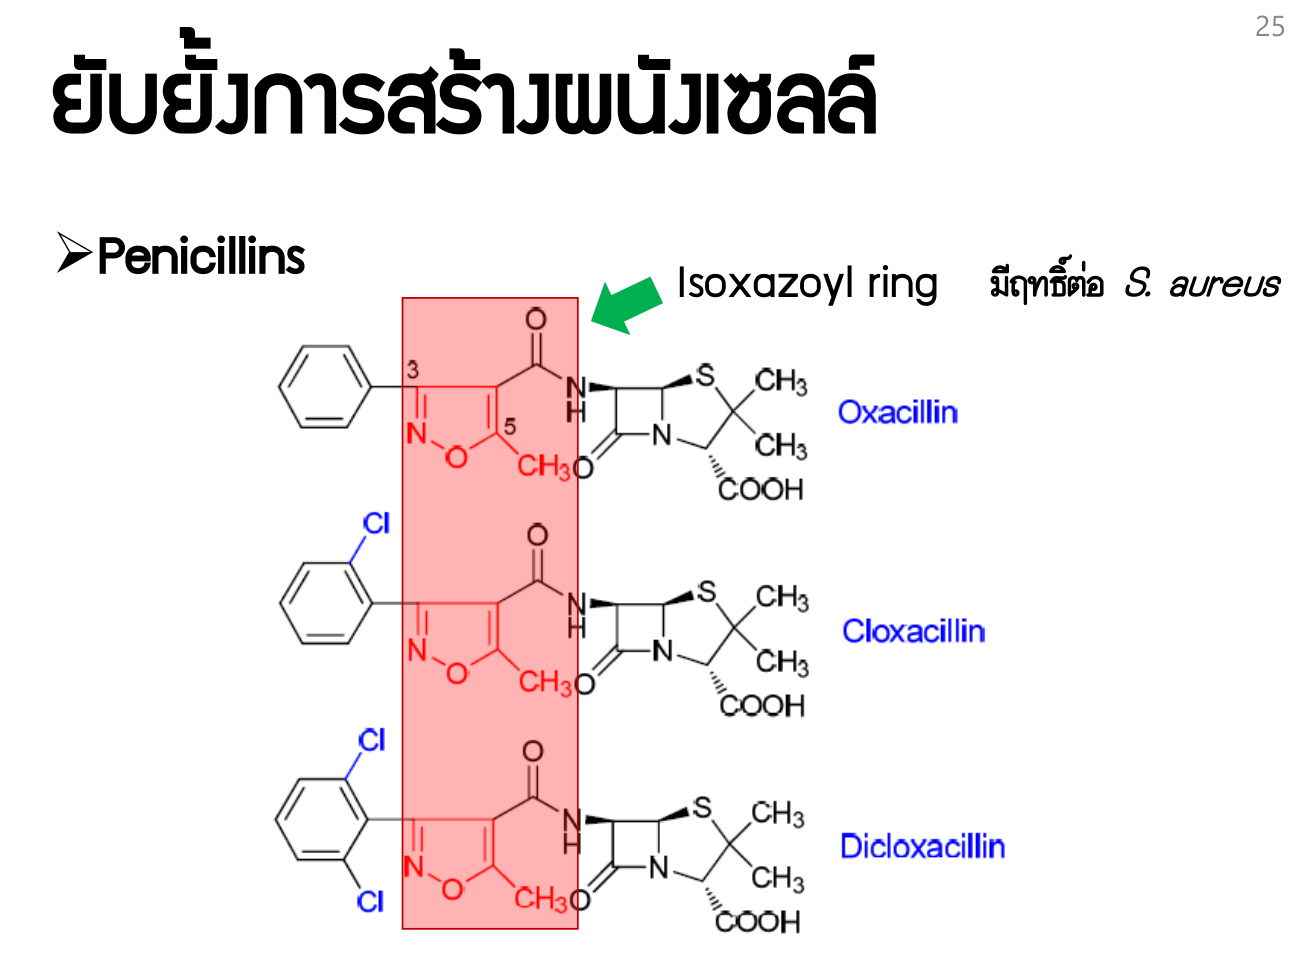 25
ยับยั้งการสร้างผนังเซลล์
➢Penicillins
Isoxazoyl ring มีฤทธิ์ต่อ S. aureus
O
3
N
H
S
CH3
Oxacillin
N
O
5
CH3
O
N
CH3
COOH
Cl
O
N
H
S
CH3
Cloxacillin
N
O
CH3
O
N
CH3
COOH
Cl
O
N
H
S
CH3
Dicloxacillin
N
O
CH3
O
N
CH3
Cl
COOH